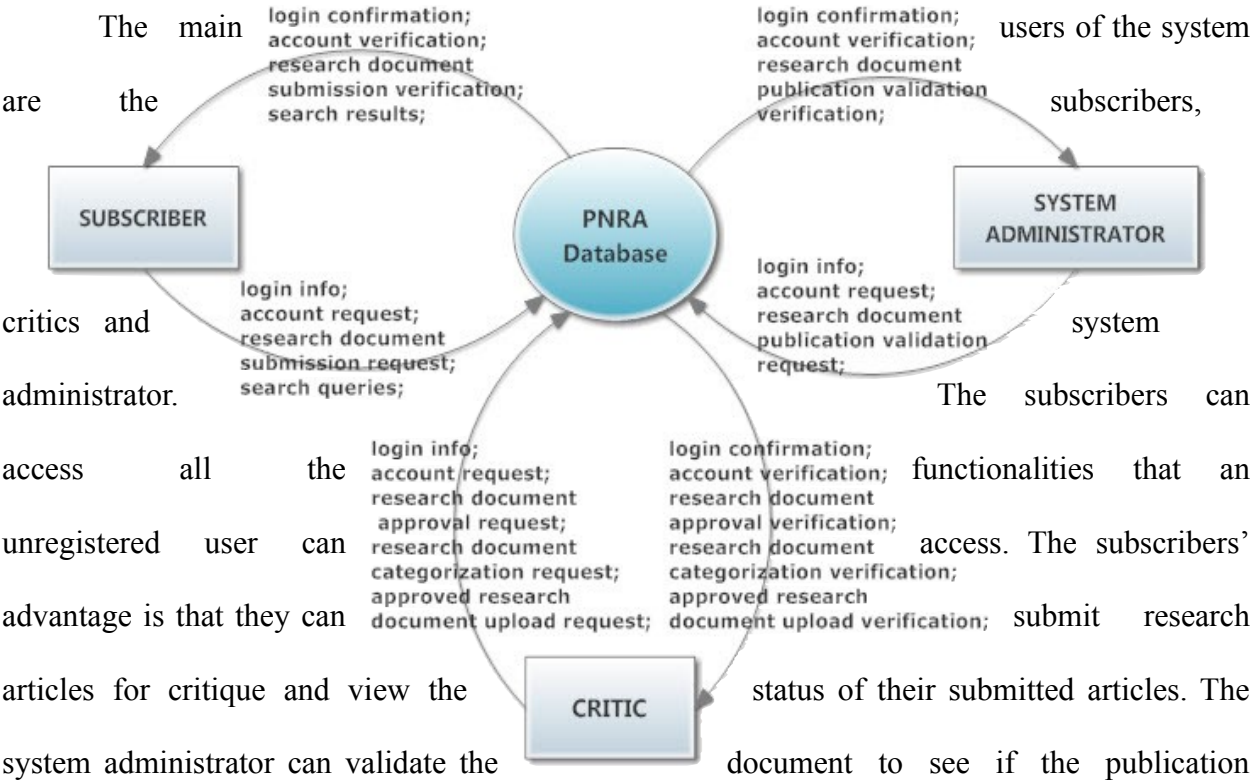 The main users of the system
are the subscribers,
critics and system
administrator. The subscribers can
access all the functionalities that an
unregistered user can access. The subscribers’
advantage is that they can submit research
articles for critique and view the status of their submitted articles. The
system administrator can validate the document to see if the publication
login confirmation;
account verification;
research document
submission verification;
search results;
login confirmation;
account verification;
research document
publication validation
verification;
SUBSCRIBER
PNRA
Database
SYSTEM
ADMINISTRATOR
login info;
account request;
research document
submission request;
search queries;
login info;
account request;
research document
publication validation
request;
login info;
account request;
research document
approval request;
research document
categorization request;
approved research
document upload request;
login confirmation;
account verification;
research document
approval verification;
research document
categorization verification;
approved research
document upload verification;
CRITIC